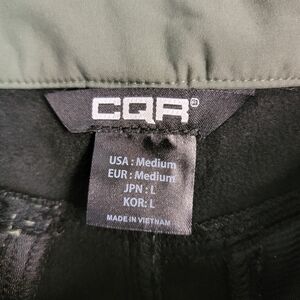 CQR®
USA : Medium
EUR : Medium
JPN : L
KOR: L
MADE IN VIETNAM